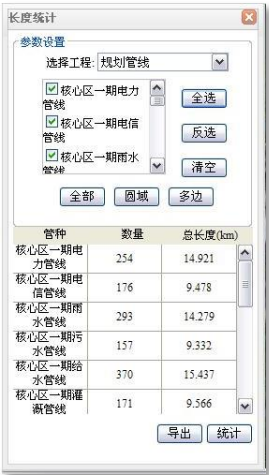 长度统计
参数设置
选择工程: 规划管线
核心区一期电力
管线
全选
核心区一期电信
管线
反选
核心区一期雨水
管线
清空
全部 圆域 多边
管种 数量 总长度(km)
核心区一期电
力管线 254 14.921
核心区一期电
信管线 176 9.478
核心区一期雨
水管线 293 14.279
核心区一期污
水管线 157 9.332
核心区一期给
水管线 370 15.437
核心区一期灌
溉管线 171 9.566
导出 统计